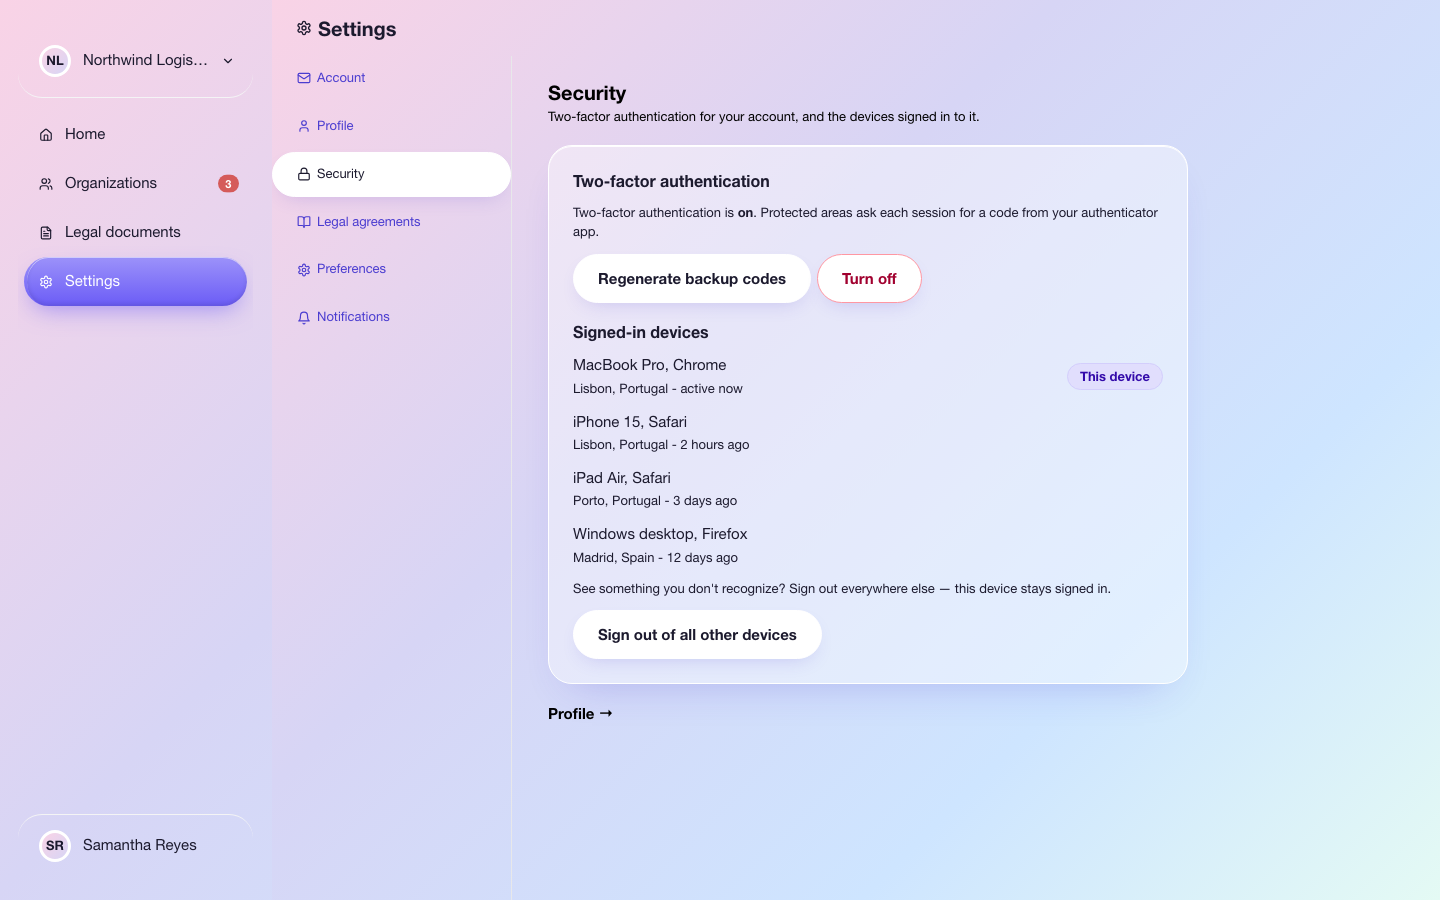 NL Northwind Logis...
Home
Organizations 3
Legal documents
Settings
SR Samantha Reyes
Settings
Account
Profile
Security
Legal agreements
Preferences
Notifications
Security
Two-factor authentication for your account, and the devices signed in to it.
Two-factor authentication
Two-factor authentication is on. Protected areas ask each session for a code from your authenticator
app.
Regenerate backup codes Turn off
Signed-in devices
MacBook Pro, Chrome
Lisbon, Portugal - active now
This device
iPhone 15, Safari
Lisbon, Portugal - 2 hours ago
iPad Air, Safari
Porto, Portugal - 3 days ago
Windows desktop, Firefox
Madrid, Spain - 12 days ago
See something you don't recognize? Sign out everywhere else — this device stays signed in.
Sign out of all other devices
Profile →